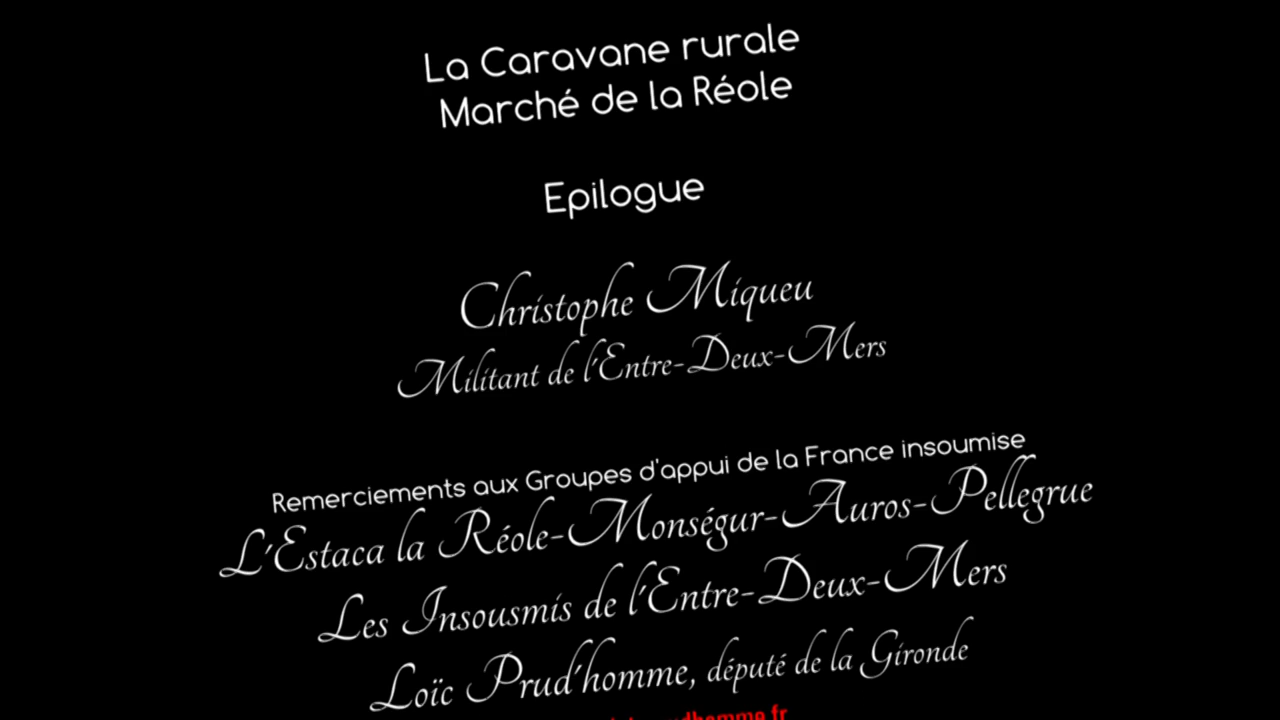 La Caravane rurale
Marché de la Réole
Epilogue
Christophe Miqueu
Militant de l'Entre-Deux-Mers
Remerciements aux Groupes d'appui de la France insoumise
L'Estaca la Réole-Monségur-Auros-Pellegrue
Les Insousmis de l'Entre-Deux-Mers
Loïc Prud'homme, député de la Gironde